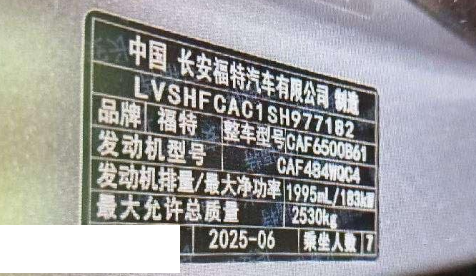 中国 长安福特汽车有限公司 制造
LVSHFCAC1SH977182
品牌 福特 整车型号 CAF6500B61
发动机型号 CAF484WQC4
发动机排量/最大净功率 1995mL/183kW
最大允许总质量 2530kg
2025-06 乘坐人数 7